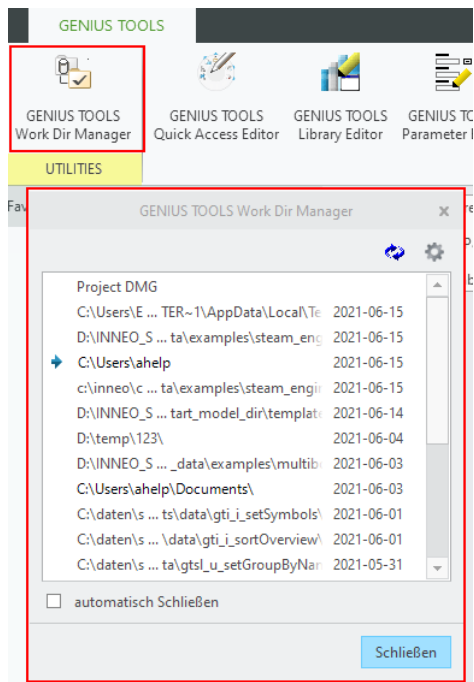 GENIUS TOOLS
GENIUS TOOLS GENIUS TOOLS GENIUS TOOLS GENIUS
Work Dir Manager Quick Access Editor Library Editor Parameter
UTILITIES
GENIUS TOOLS Work Dir Manager
Project DMG
C:\Users\E ... TER~1\AppData\Local\Te 2021-06-15
D:\INNEO_S ... ta\examples\steam_eng 2021-06-15
C:\Users\ahelp 2021-06-15
c:\inneo\c ... ta\examples\steam_engi 2021-06-15
D:\INNEO_S ... tart_model_dir\template 2021-06-14
D:\temp\123\ 2021-06-04
D:\INNEO_S ... _data\examples\multib 2021-06-03
C:\Users\ahelp\Documents\ 2021-06-03
C:\daten\s ... ts\data\gti_i_setSymbols\ 2021-06-01
C:\daten\s ... \data\gti_i_sortOverview\ 2021-06-01
C:\daten\s ... ta\gtsl_u_setGroupByNar 2021-05-31
automatisch Schließen
Schließen